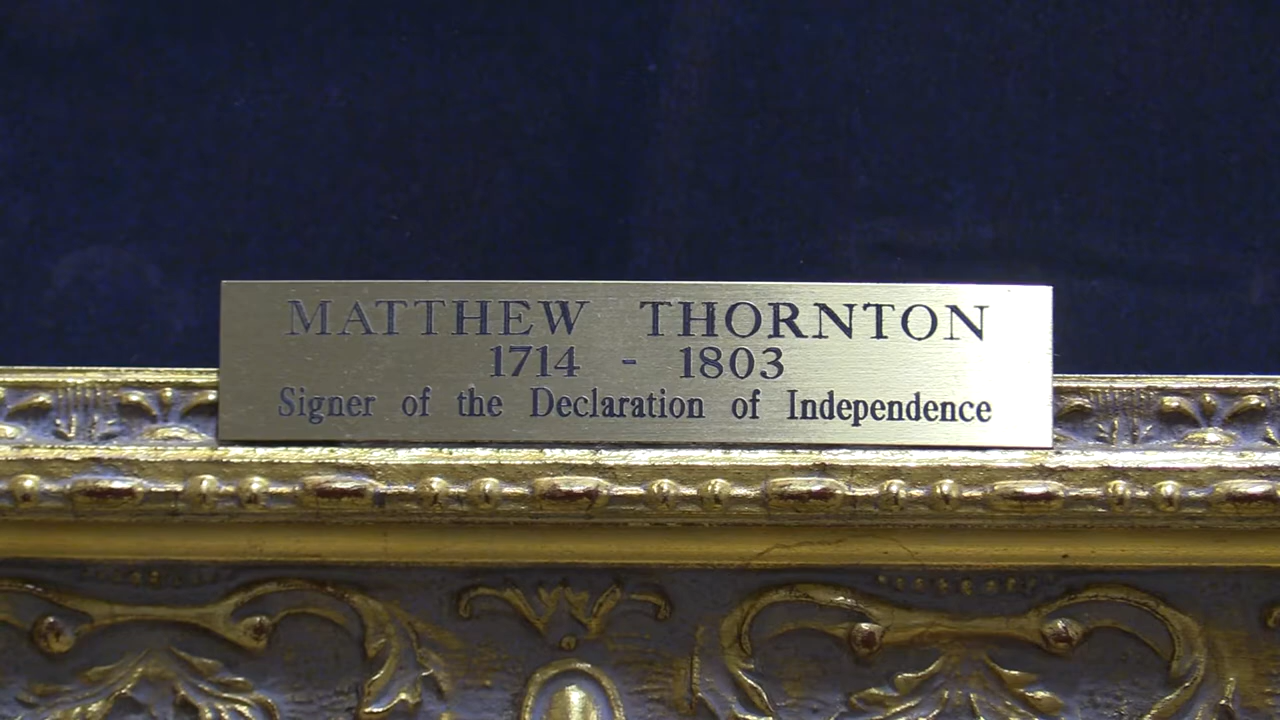 MATTHEW THORNTON
1714 - 1803
Signer of the Declaration of Independence